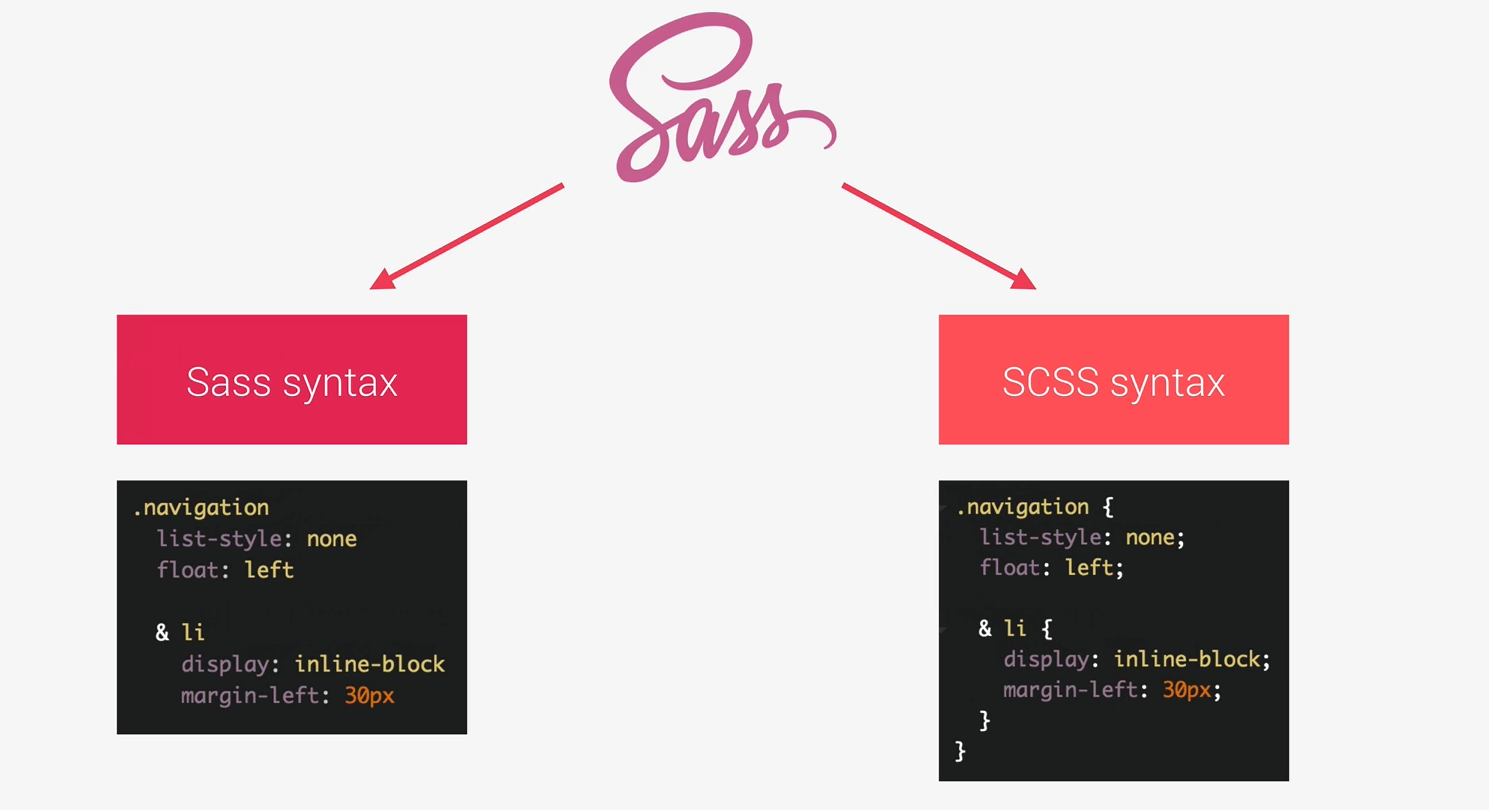 Sass
Sass syntax
.navigation
  list-style: none
  float: left
  & li
    display: inline-block
    margin-left: 30px
SCSS syntax
.navigation {
  list-style: none;
  float: left;
  & li {
    display: inline-block;
    margin-left: 30px;
  }
}